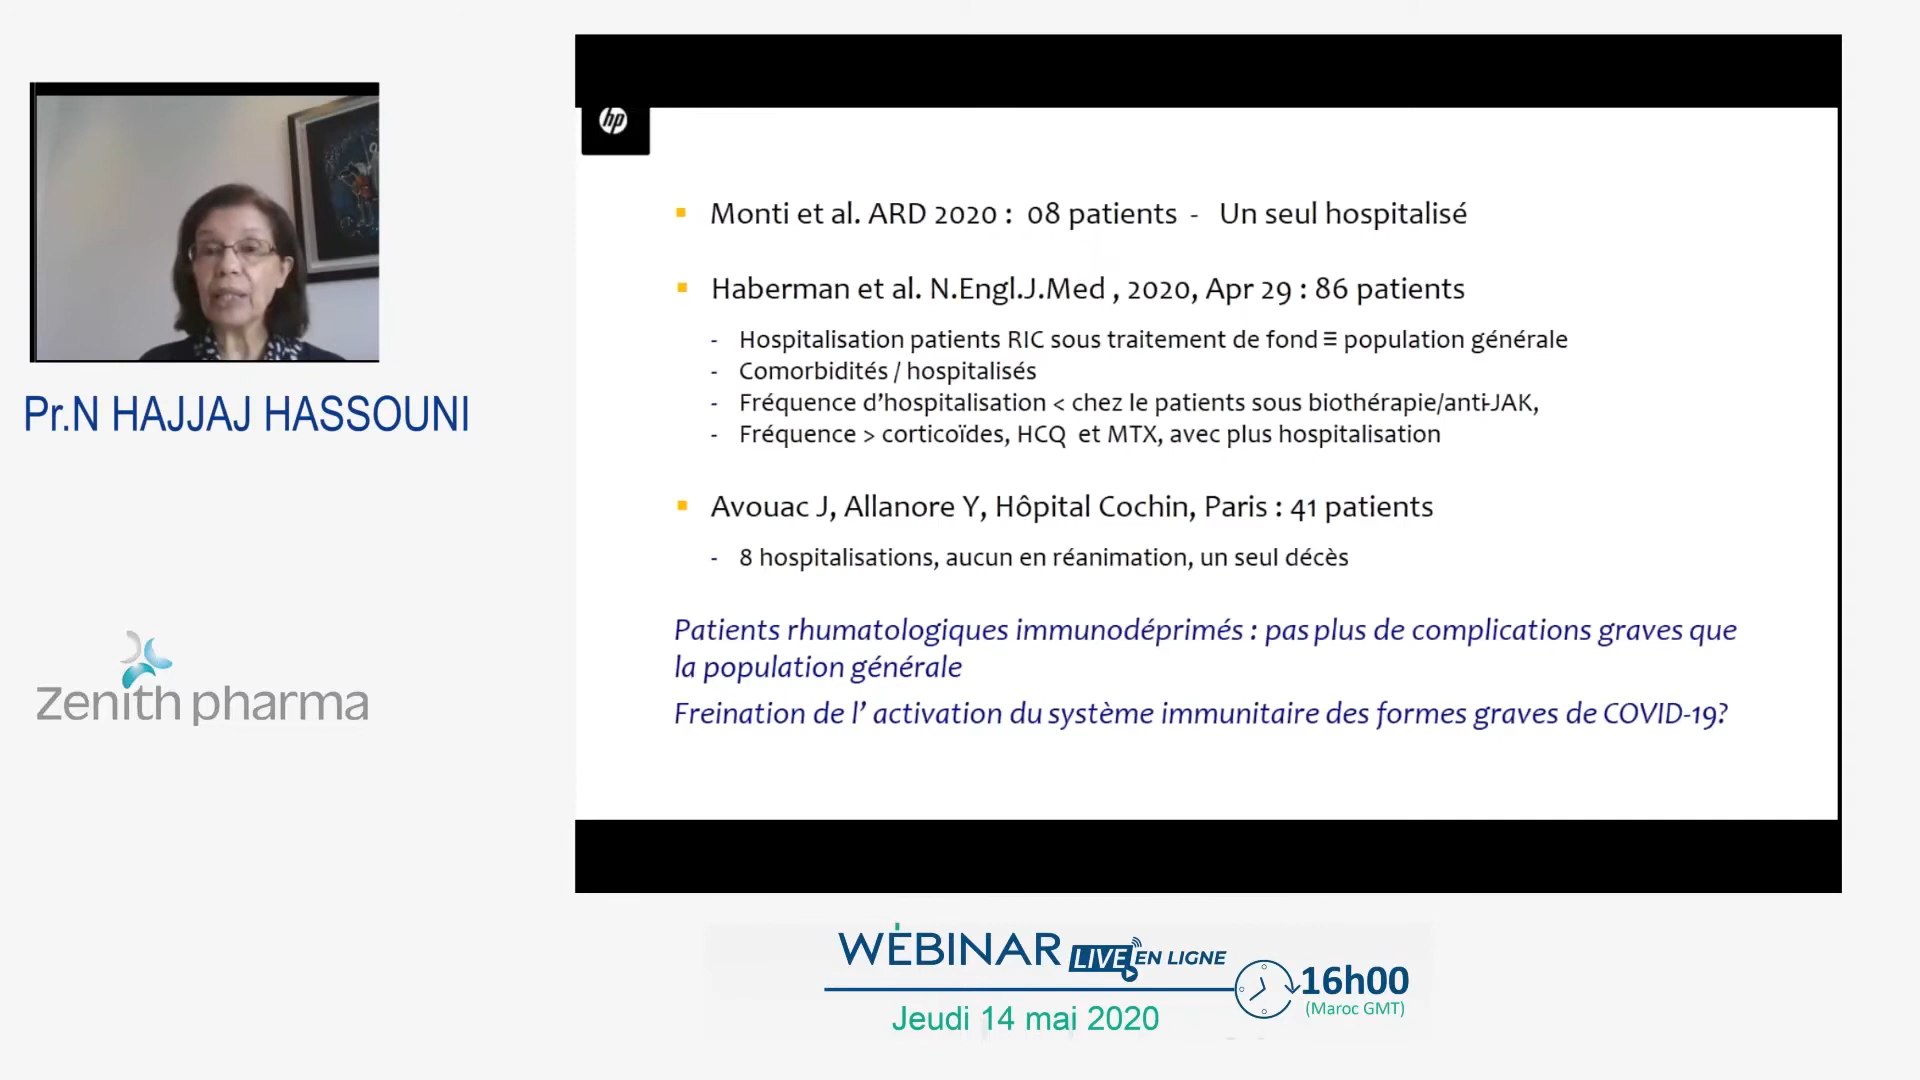 hp
Monti et al. ARD 2020 : 08 patients - Un seul hospitalisé
Haberman et al. N.Engl.J.Med , 2020, Apr 29 : 86 patients
- Hospitalisation patients RIC sous traitement de fond ≡ population générale
- Comorbidités / hospitalisés
- Fréquence d’hospitalisation < chez le patients sous biothérapie/anti-JAK,
- Fréquence > corticoïdes, HCQ et MTX, avec plus hospitalisation
Avouac J, Allanore Y, Hôpital Cochin, Paris : 41 patients
- 8 hospitalisations, aucun en réanimation, un seul décès
Patients rhumatologiques immunodéprimés : pas plus de complications graves que
la population générale
Freination de l’ activation du système immunitaire des formes graves de COVID-19?
Pr.N HAJJAJ HASSOUNI
Zenith pharma
WEBINAR LIVE EN LIGNE
16h00
(Maroc GMT)
Jeudi 14 mai 2020